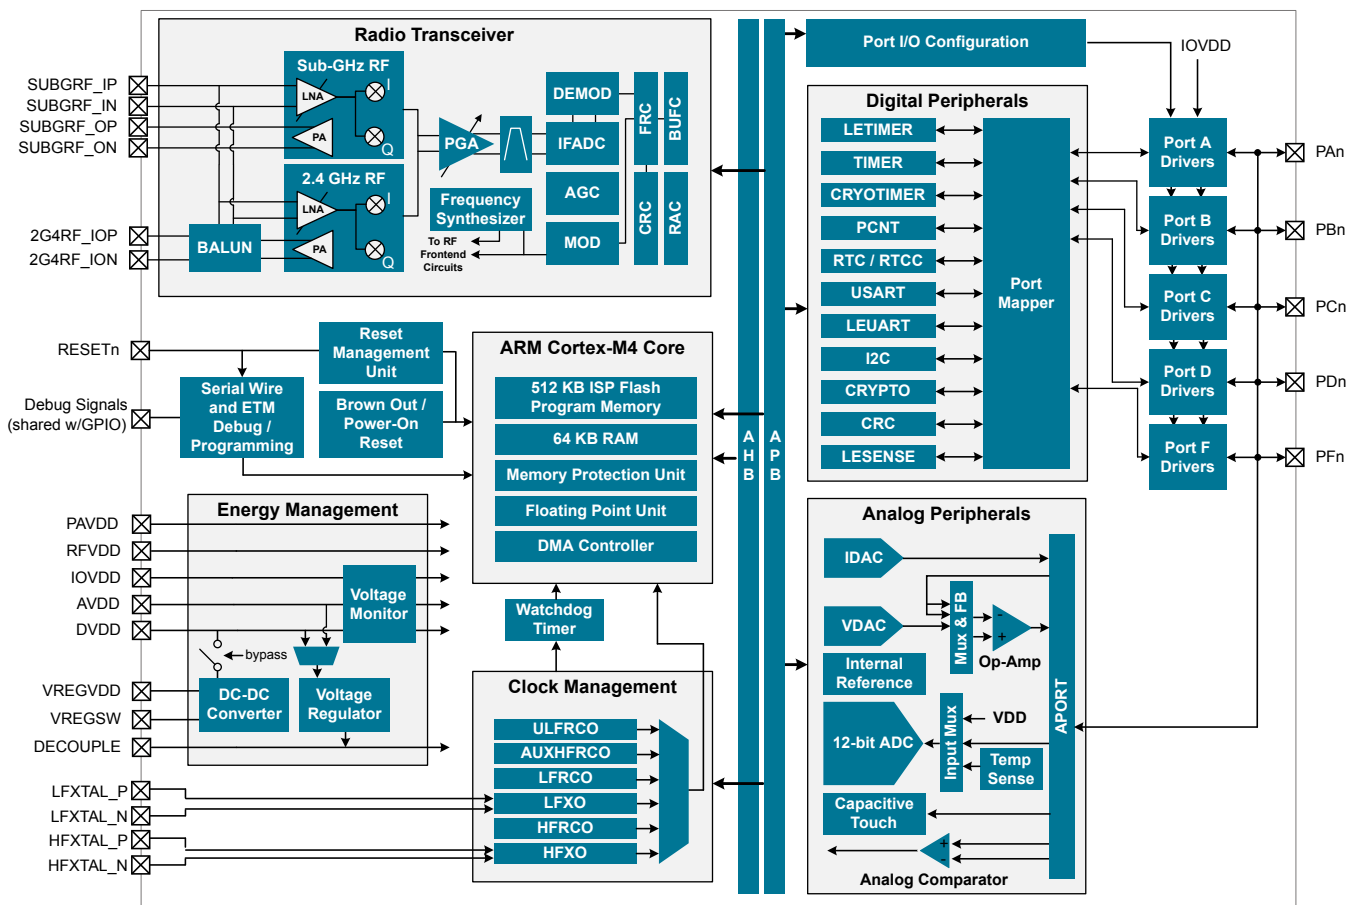 Radio Transceiver
Sub-GHz RF
LNA
I
PA
Q
2.4 GHz RF
LNA
I
PA
Q
BALUN
PGA
Frequency
Synthesizer
To RF
Frontend
Circuits
DEMOD
IFADC
AGC
MOD
FRC
BUFC
CRC
RAC
SUBGRF_IP
SUBGRF_IN
SUBGRF_OP
SUBGRF_ON
2G4RF_IOP
2G4RF_ION
RESETn
Debug Signals
(shared w/GPIO)
Reset
Management
Unit
Serial Wire
and ETM
Debug /
Programming
Brown Out /
Power-On
Reset
ARM Cortex-M4 Core
512 KB ISP Flash
Program Memory
64 KB RAM
Memory Protection Unit
Floating Point Unit
DMA Controller
Watchdog
Timer
Energy Management
PAVDD
RFVDD
IOVDD
AVDD
DVDD
VREGVDD
VREGSW
DECOUPLE
Voltage
Monitor
bypass
DC-DC
Converter
Voltage
Regulator
Clock Management
ULFRCO
AUXHFRCO
LFRCO
LFXO
HFRCO
HFXO
LFXTAL_P
LFXTAL_N
HFXTAL_P
HFXTAL_N
A
H
B
A
P
B
Port I/O Configuration
IOVDD
Digital Peripherals
LETIMER
TIMER
CRYOTIMER
PCNT
RTC / RTCC
USART
LEUART
I2C
CRYPTO
CRC
LESENSE
Port
Mapper
Port A
Drivers
Port B
Drivers
Port C
Drivers
Port D
Drivers
Port F
Drivers
PAn
PBn
PCn
PDn
PFn
Analog Peripherals
IDAC
VDAC
Mux & FB
-
+
Op-Amp
Internal
Reference
12-bit ADC
Input Mux
VDD
Temp
Sense
Capacitive
Touch
+
-
Analog Comparator
APORT